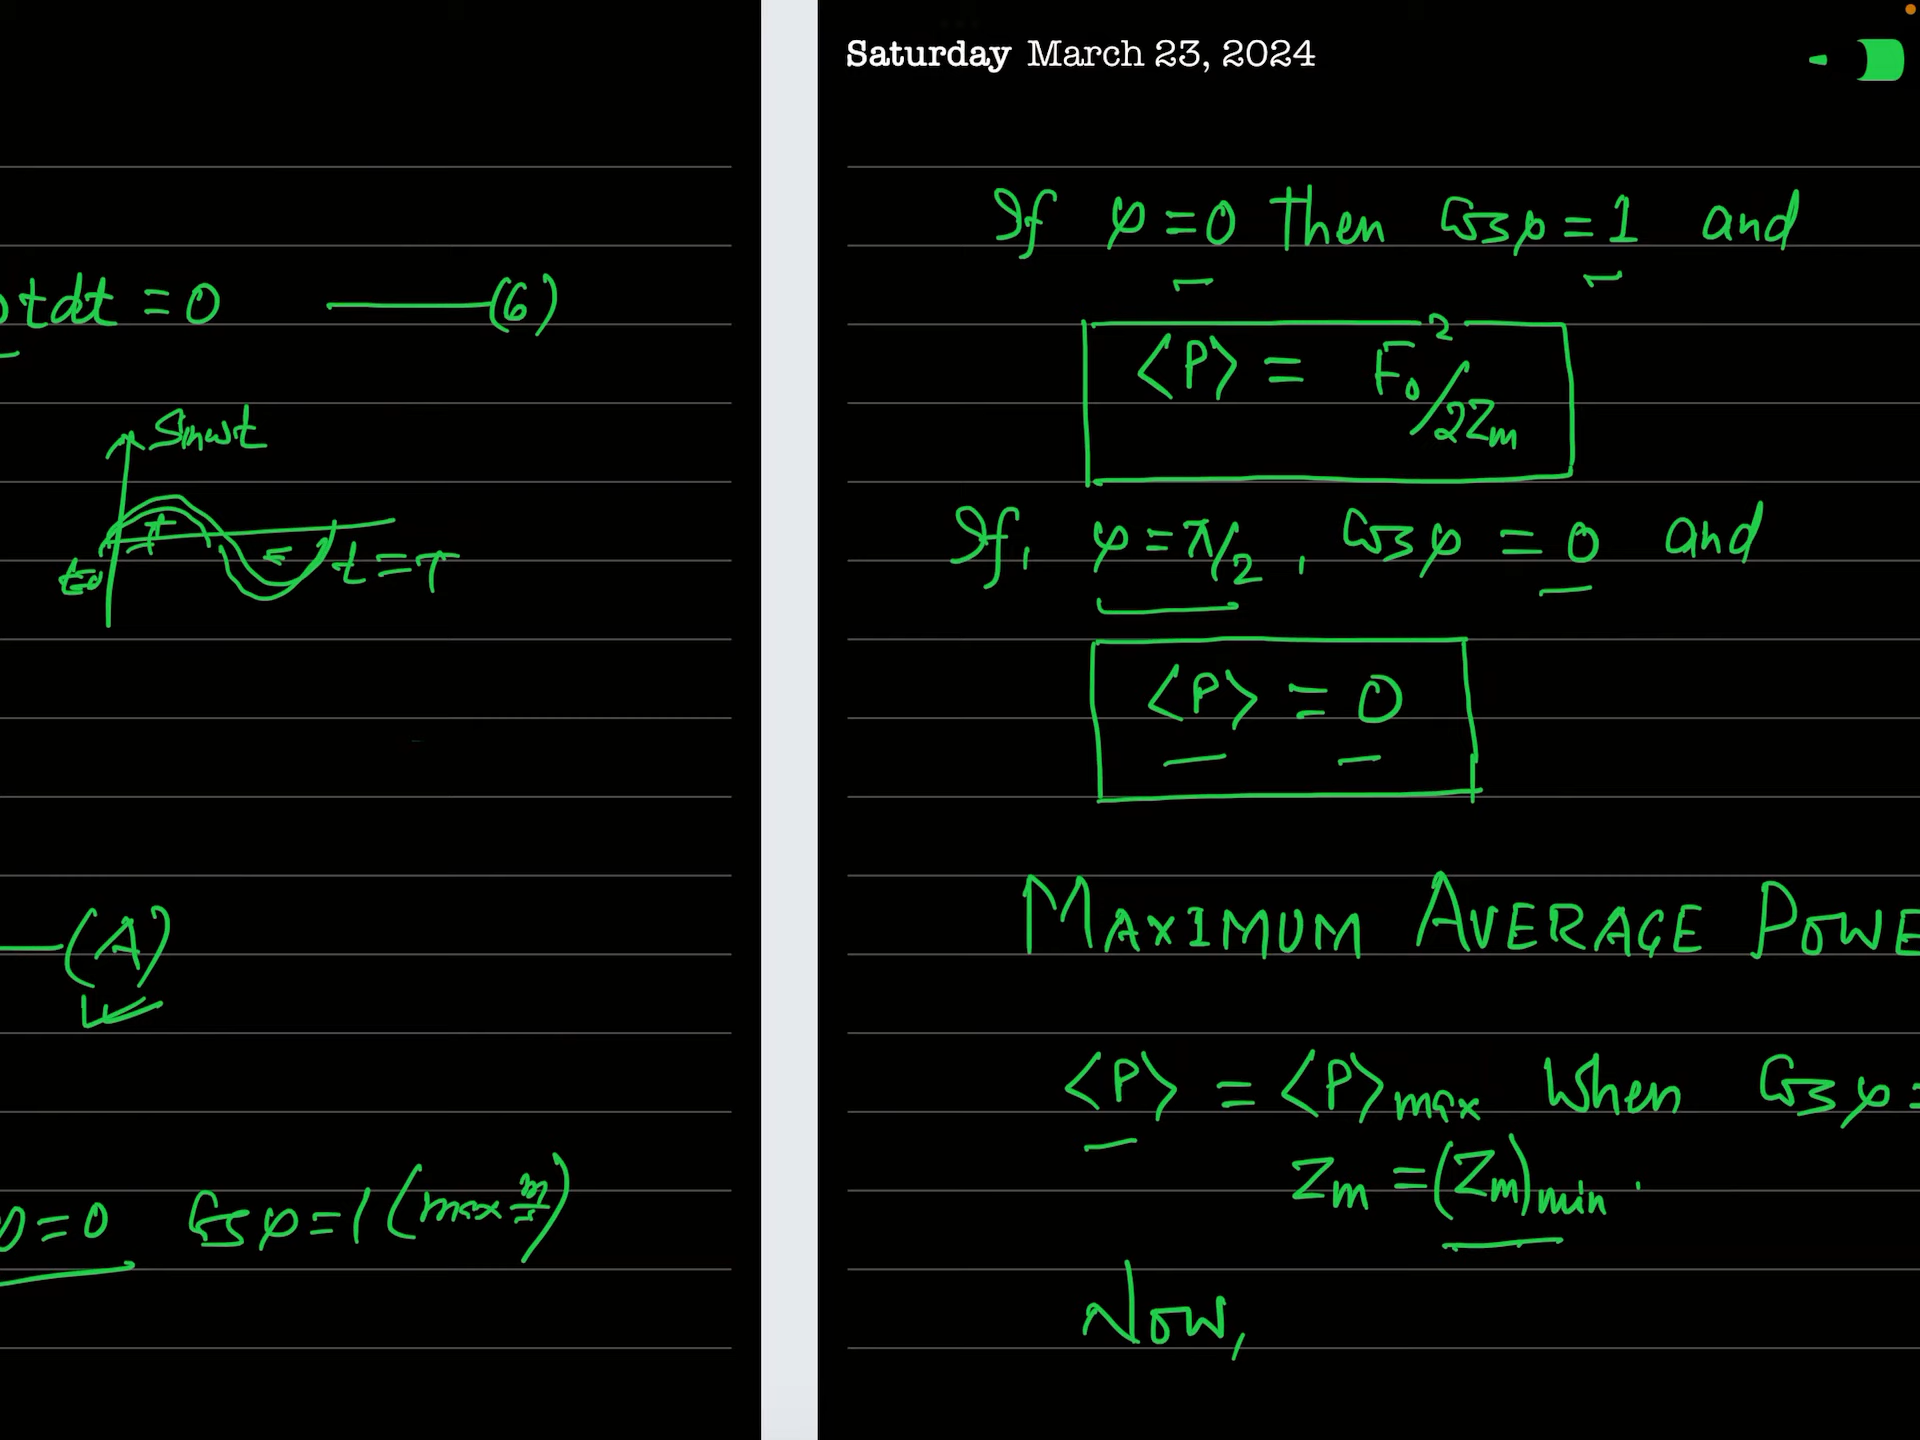 tdt = 0 ——— (6)
Sinωt
+
-
t=0
t = T
(A)
φ = 0 Cosφ = 1 (max m
Saturday March 23, 2024
If φ = 0 then Cosφ = 1 and
⟨P⟩ = F₀²/2Zm
If, φ = π/2, Cosφ = 0 and
⟨P⟩ = 0
MAXIMUM AVERAGE POWE
⟨P⟩ = ⟨P⟩max When Cosφ =
Zm = (Zm)min.
Now,